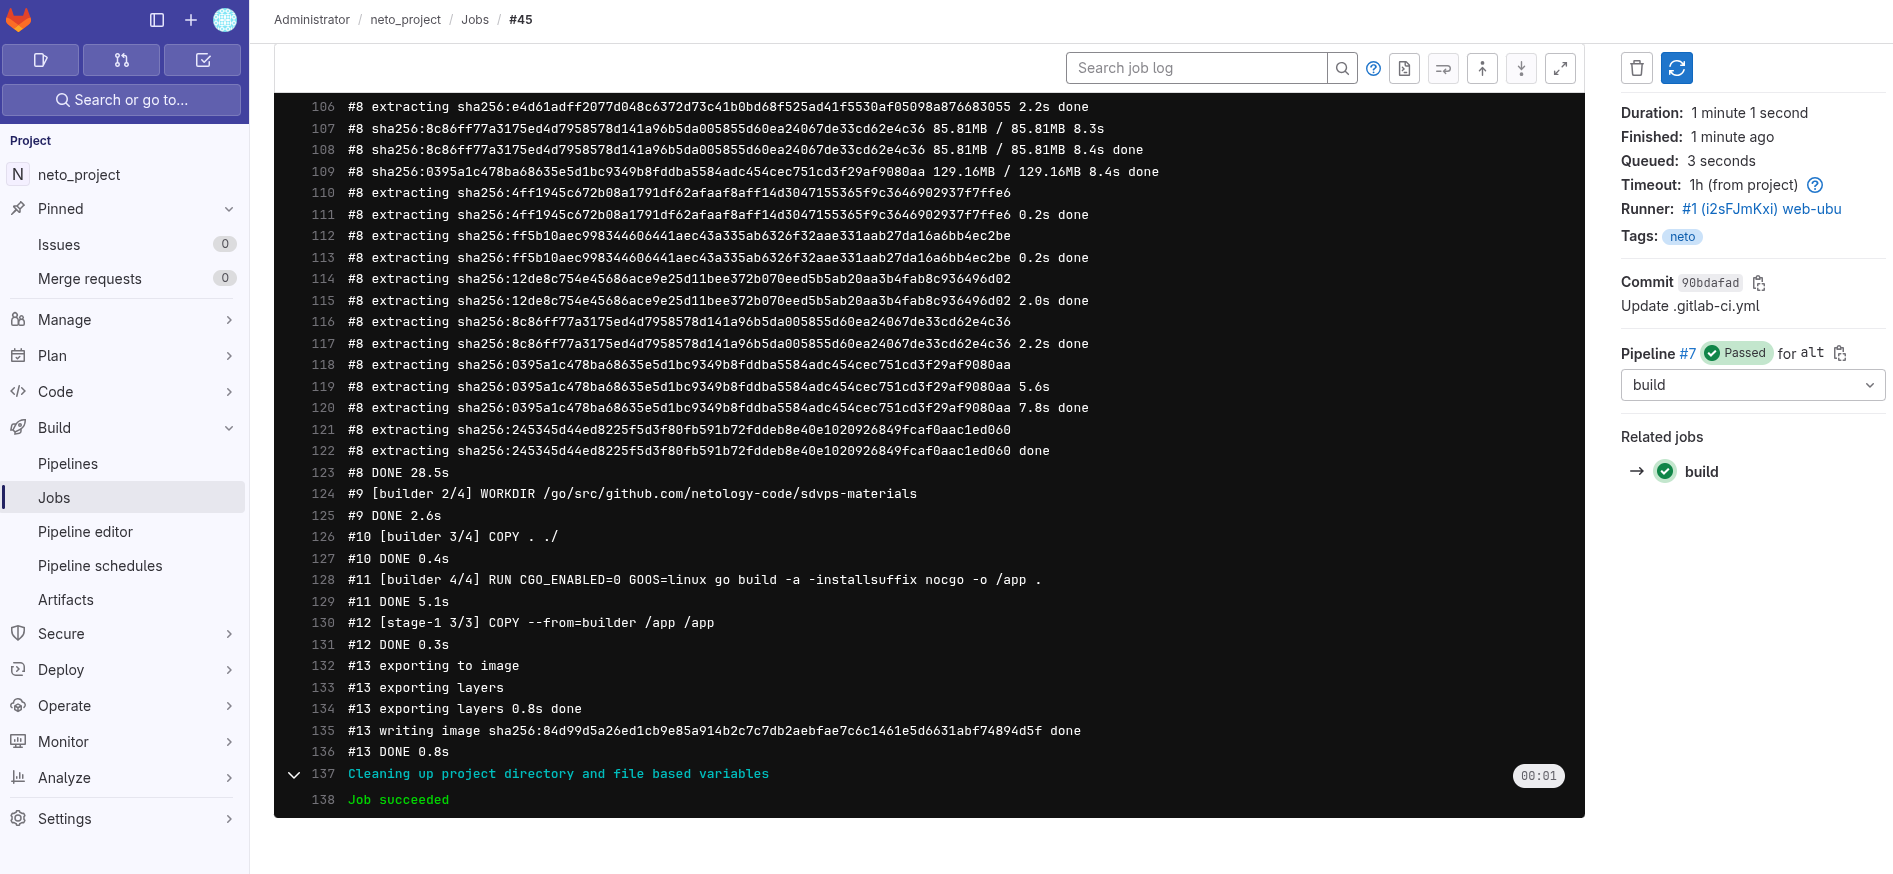 Administrator / neto_project / Jobs / #45
Search or go to...
Project
N neto_project
Pinned
Issues 0
Merge requests 0
Manage
Plan
Code
Build
Pipelines
Jobs
Pipeline editor
Pipeline schedules
Artifacts
Secure
Deploy
Operate
Monitor
Analyze
Settings
Search job log
106 #8 extracting sha256:e4d61adff2077d048c6372d73c41b0bd68f525ad41f5530af05098a876683055 2.2s done
107 #8 sha256:8c86ff77a3175ed4d7958578d141a96b5da005855d60ea24067de33cd62e4c36 85.81MB / 85.81MB 8.3s
108 #8 sha256:8c86ff77a3175ed4d7958578d141a96b5da005855d60ea24067de33cd62e4c36 85.81MB / 85.81MB 8.4s done
109 #8 sha256:0395a1c478ba68635e5d1bc9349b8fddba5584adc454cec751cd3f29af9080aa 129.16MB / 129.16MB 8.4s done
110 #8 extracting sha256:4ff1945c672b08a1791df62afaaf8aff14d3047155365f9c3646902937f7ffe6
111 #8 extracting sha256:4ff1945c672b08a1791df62afaaf8aff14d3047155365f9c3646902937f7ffe6 0.2s done
112 #8 extracting sha256:ff5b10aec998344606441aec43a335ab6326f32aae331aab27da16a6bb4ec2be
113 #8 extracting sha256:ff5b10aec998344606441aec43a335ab6326f32aae331aab27da16a6bb4ec2be 0.2s done
114 #8 extracting sha256:12de8c754e45686ace9e25d11bee372b070eed5b5ab20aa3b4fab8c936496d02
115 #8 extracting sha256:12de8c754e45686ace9e25d11bee372b070eed5b5ab20aa3b4fab8c936496d02 2.0s done
116 #8 extracting sha256:8c86ff77a3175ed4d7958578d141a96b5da005855d60ea24067de33cd62e4c36
117 #8 extracting sha256:8c86ff77a3175ed4d7958578d141a96b5da005855d60ea24067de33cd62e4c36 2.2s done
118 #8 extracting sha256:0395a1c478ba68635e5d1bc9349b8fddba5584adc454cec751cd3f29af9080aa
119 #8 extracting sha256:0395a1c478ba68635e5d1bc9349b8fddba5584adc454cec751cd3f29af9080aa 5.6s
120 #8 extracting sha256:0395a1c478ba68635e5d1bc9349b8fddba5584adc454cec751cd3f29af9080aa 7.8s done
121 #8 extracting sha256:245345d44ed8225f5d3f80fb591b72fddeb8e40e1020926849fcaf0aac1ed060
122 #8 extracting sha256:245345d44ed8225f5d3f80fb591b72fddeb8e40e1020926849fcaf0aac1ed060 done
123 #8 DONE 28.5s
124 #9 [builder 2/4] WORKDIR /go/src/github.com/netology-code/sdvps-materials
125 #9 DONE 2.6s
126 #10 [builder 3/4] COPY . ./
127 #10 DONE 0.4s
128 #11 [builder 4/4] RUN CGO_ENABLED=0 GOOS=linux go build -a -installsuffix nocgo -o /app .
129 #11 DONE 5.1s
130 #12 [stage-1 3/3] COPY --from=builder /app /app
131 #12 DONE 0.3s
132 #13 exporting to image
133 #13 exporting layers
134 #13 exporting layers 0.8s done
135 #13 writing image sha256:84d99d5a26ed1cb9e85a914b2c7c7db2aebfae7c6c1461e5d6631abf74894d5f done
136 #13 DONE 0.8s
137 Cleaning up project directory and file based variables 00:01
138 Job succeeded
Duration: 1 minute 1 second
Finished: 1 minute ago
Queued: 3 seconds
Timeout: 1h (from project)
Runner: #1 (i2sFJmKxi) web-ubu
Tags: neto
Commit 90bdafad
Update .gitlab-ci.yml
Pipeline #7 Passed for alt
build
Related jobs
→ build